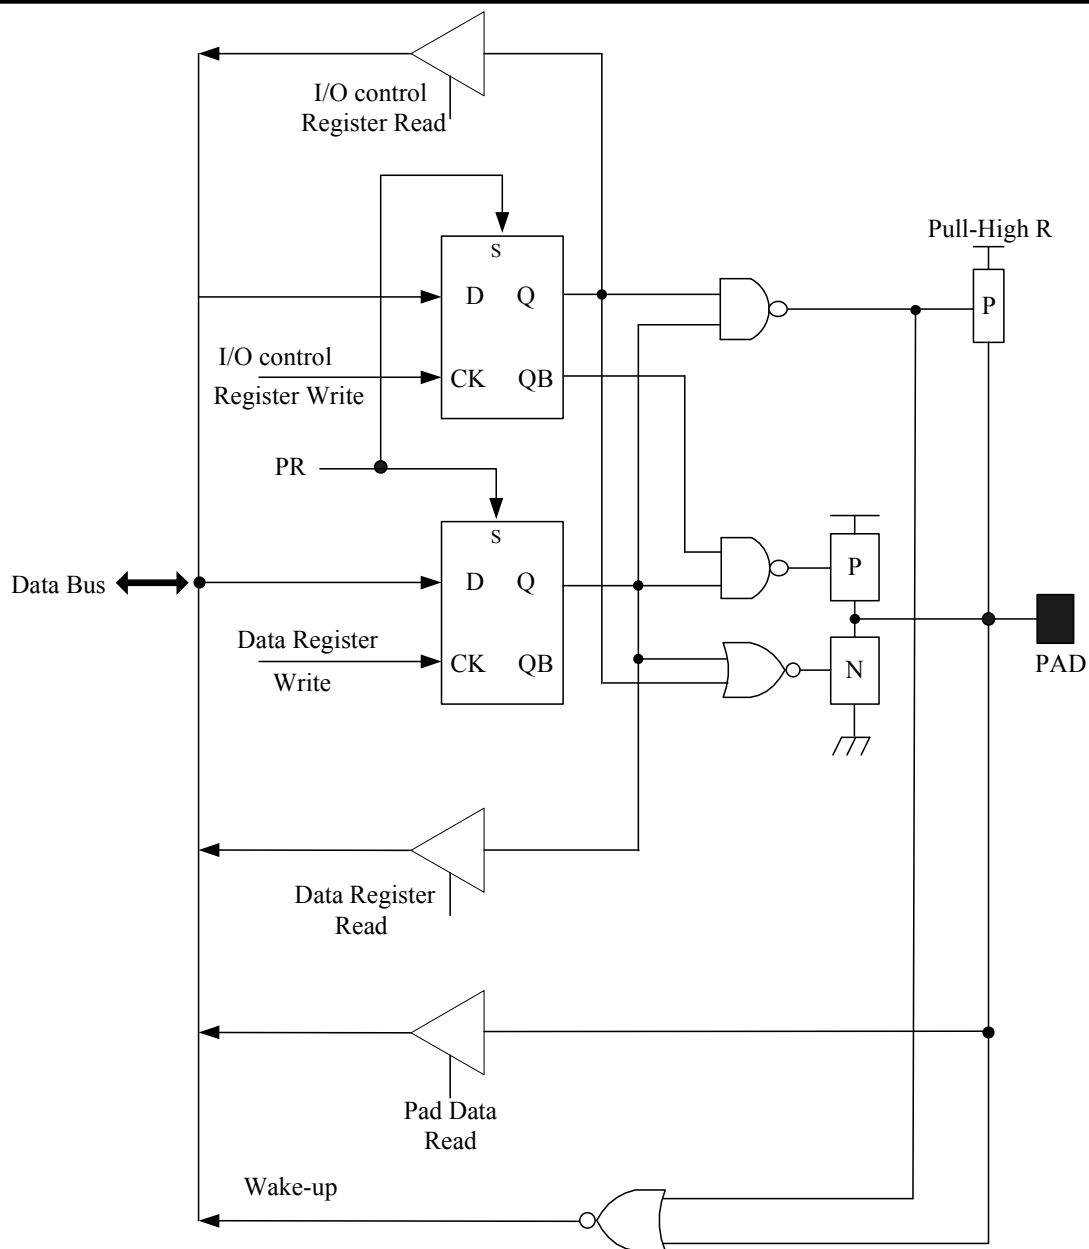 I/O control
Register Read
Pull-High R
S
D Q
P
I/O control
CK QB
Register Write
PR
S
Data Bus
D Q
P
Data Register
CK QB
Write
N
PAD
Data Register
Read
Pad Data
Read
Wake-up